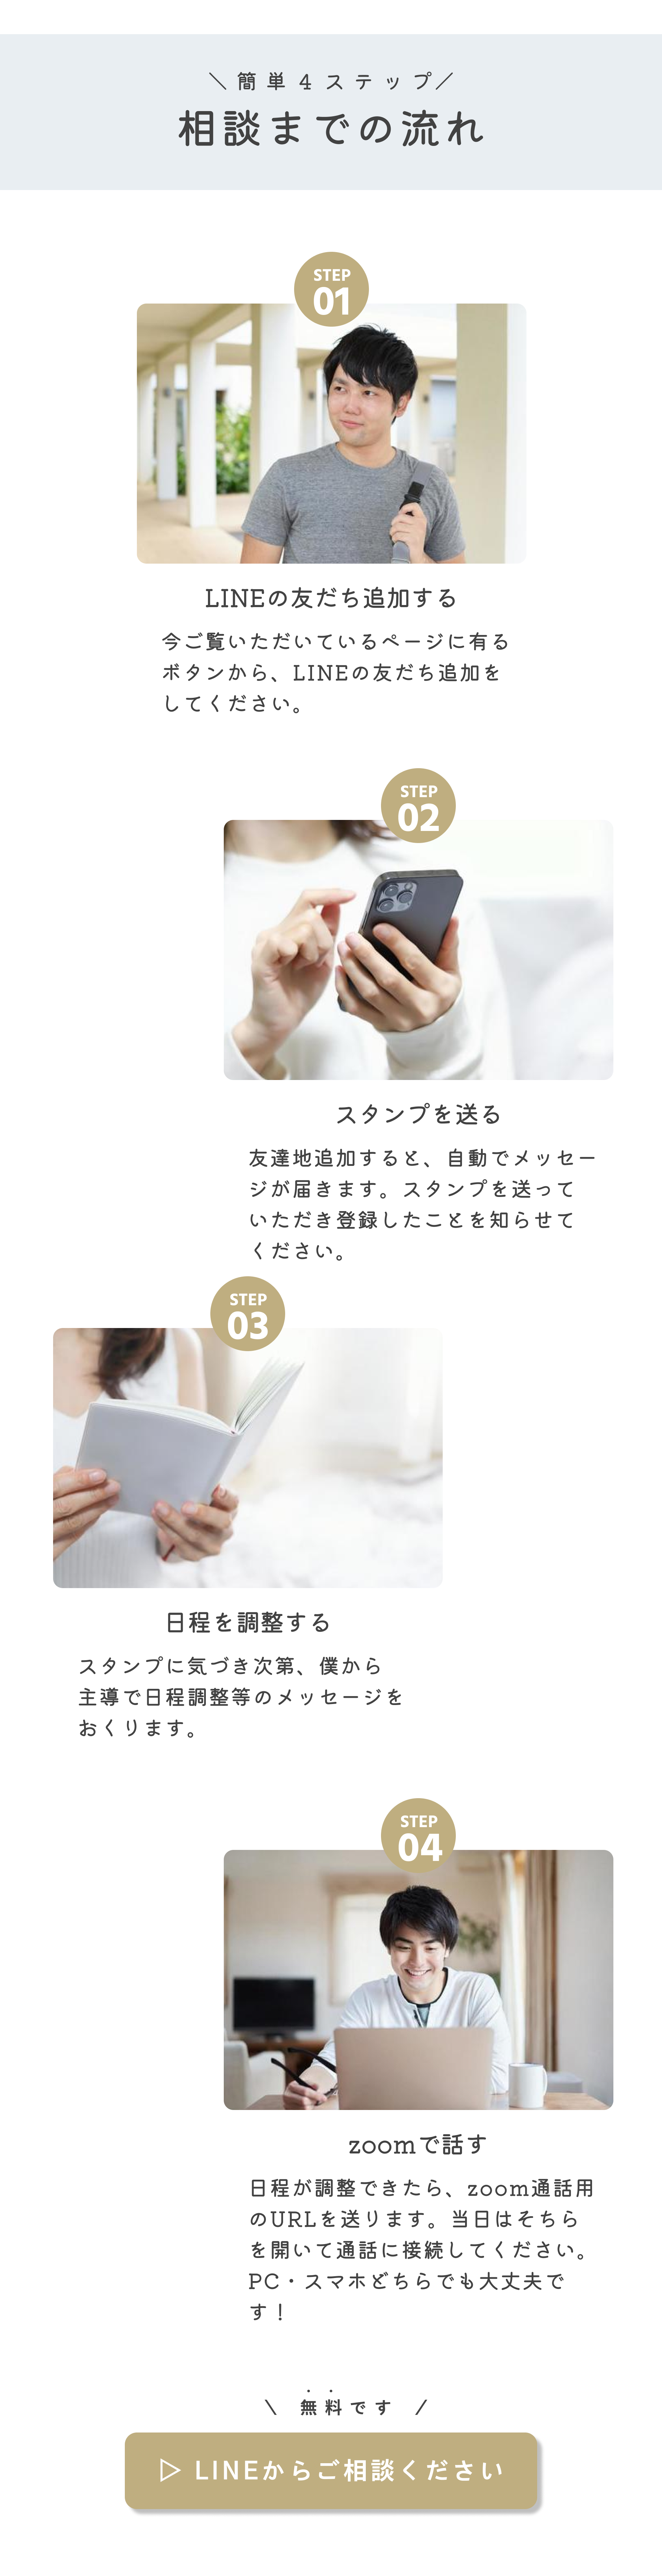 ＼簡単４ステップ／
相談までの流れ
STEP
01
LINEの友だち追加する
今ご覧いただいているページに有る
ボタンから、LINEの友だち追加を
してください。
STEP
02
スタンプを送る
友達地追加すると、自動でメッセー
ジが届きます。スタンプを送って
いただき登録したことを知らせて
ください。
STEP
03
日程を調整する
スタンプに気づき次第、僕から
主導で日程調整等のメッセージを
おくります。
STEP
04
zoomで話す
日程が調整できたら、zoom通話用
のURLを送ります。当日はそちら
を開いて通話に接続してください。
PC・スマホどちらでも大丈夫で
す！
\ 無料です /
▷ LINEからご相談ください